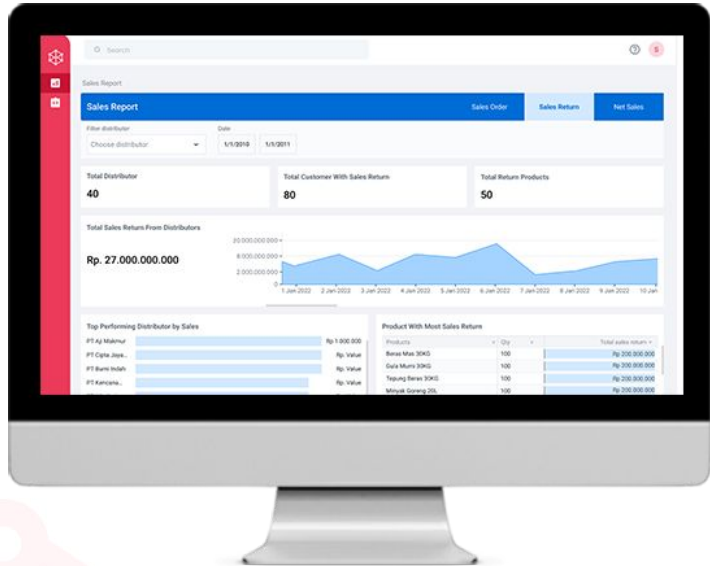 Search
S
Sales Report
Sales Report
Sales Order
Sales Return
Net Sales
Filter distributor
Date
Choose distributor
1/1/2010
1/1/2011
Total Distributor
40
Total Customer With Sales Return
80
Total Return Products
50
Total Sales Return From Distributors
Rp. 27.000.000.000
20.000.000.000
8.000.000.000
2.000.000.000
0
1 Jan 2022 2 Jan 2022 3 Jan 2022 4 Jan 2022 5 Jan 2022 6 Jan 2022 7 Jan 2022 8 Jan 2022 9 Jan 2022 10 Jan
Top Performing Distributor by Sales
PT Aji Makmur Rp 1.000.000
PT Cipta Jaya.. Rp. Value
PT Bumi Indah Rp. Value
PT Kencana.. Rp. Value
Product With Most Sales Return
Products Qty Total sales return
Beras Mas 30KG 100 Rp 200.000.000
Gula Murni 30KG 100 Rp 200.000.000
Tepung Beras 30KG 100 Rp 200.000.000
Minyak Goreng 20L 100 Rp 200.000.000